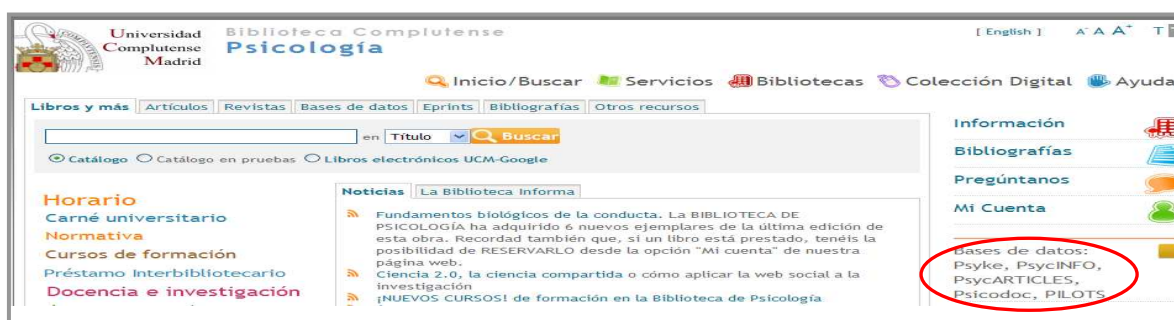 Universidad
Complutense
Madrid
Biblioteca Complutense
Psicología
[ English ] A- A A+ T
Inicio/Buscar Servicios Bibliotecas Colección Digital Ayuda
Libros y más Artículos Revistas Bases de datos Eprints Bibliografías Otros recursos
en Título Buscar
Catálogo Catálogo en pruebas Libros electrónicos UCM-Google
Horario
Carné universitario
Normativa
Cursos de formación
Préstamo Interbibliotecario
Docencia e investigación
Noticias La Biblioteca Informa
Fundamentos biológicos de la conducta. La BIBLIOTECA DE
PSICOLOGÍA ha adquirido 6 nuevos ejemplares de la última edición de
esta obra. Recordad también que, si un libro está prestado, tenéis la
posibilidad de RESERVARLO desde la opción "Mi cuenta" de nuestra
página web.
Ciencia 2.0, la ciencia compartida o cómo aplicar la web social a la
investigación
¡NUEVOS CURSOS! de formación en la Biblioteca de Psicología
Información
Bibliografías
Pregúntanos
Mi Cuenta
Bases de datos:
Psyke, PsycINFO,
PsycARTICLES,
Psicodoc, PILOTS